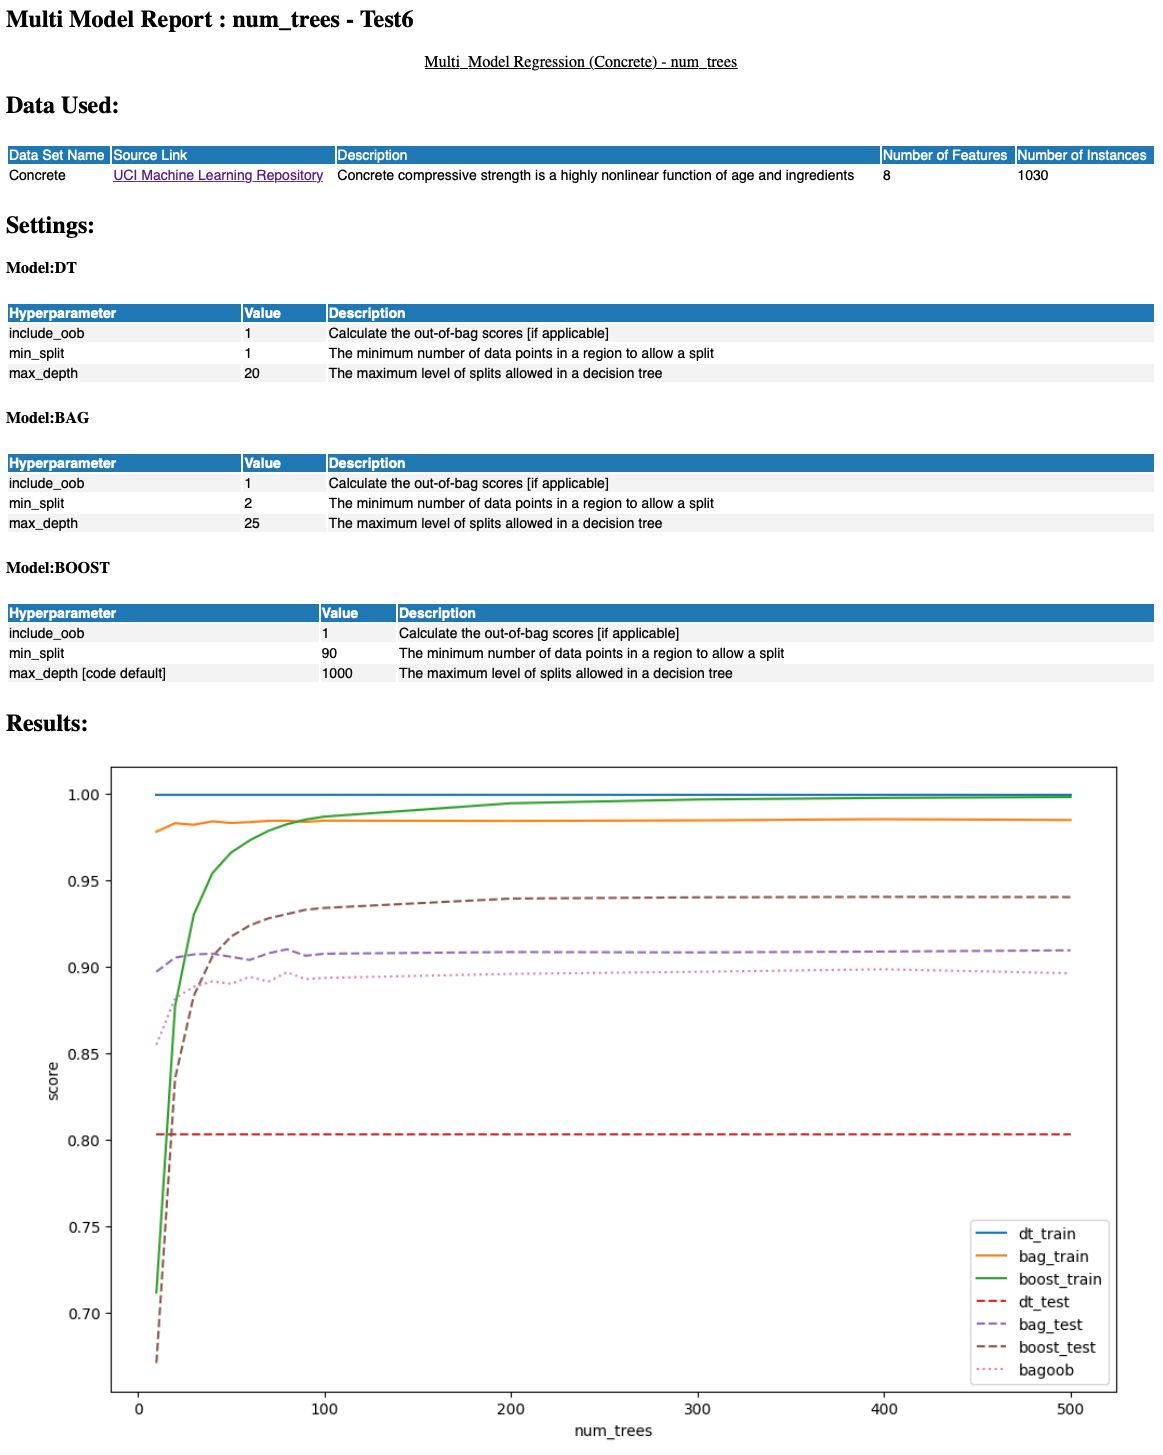 Multi Model Report : num_trees - Test6
Multi_Model Regression (Concrete) - num_trees
Data Used:
Data Set Name Source Link Description Number of Features Number of Instances
Concrete UCI Machine Learning Repository Concrete compressive strength is a highly nonlinear function of age and ingredients 8 1030
Settings:
Model:DT
Hyperparameter Value Description
include_oob 1 Calculate the out-of-bag scores [if applicable]
min_split 1 The minimum number of data points in a region to allow a split
max_depth 20 The maximum level of splits allowed in a decision tree
Model:BAG
Hyperparameter Value Description
include_oob 1 Calculate the out-of-bag scores [if applicable]
min_split 2 The minimum number of data points in a region to allow a split
max_depth 25 The maximum level of splits allowed in a decision tree
Model:BOOST
Hyperparameter Value Description
include_oob 1 Calculate the out-of-bag scores [if applicable]
min_split 90 The minimum number of data points in a region to allow a split
max_depth [code default] 1000 The maximum level of splits allowed in a decision tree
Results:
1.00
0.95
0.90
0.85
0.80
0.75
0.70
score
dt_train
bag_train
boost_train
dt_test
bag_test
boost_test
bagoob
0 100 200 300 400 500
num_trees